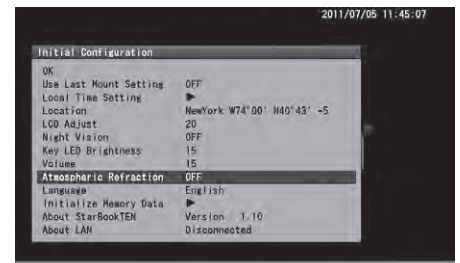 2011/07/05 11:45:07
Initial Configuration
OK
Use Last Mount Setting OFF
Local Time Setting ▶
Location NewYork W74°00' N40°43' -5
LCD Adjust. 20
Night Vision OFF
Key LED Brightness 15
Volume 15
Atmospharic Refraction OFF
Language English
Initialize Memory Data ▶
About StarBookTEN Version 1.10
About LAN Disconnected